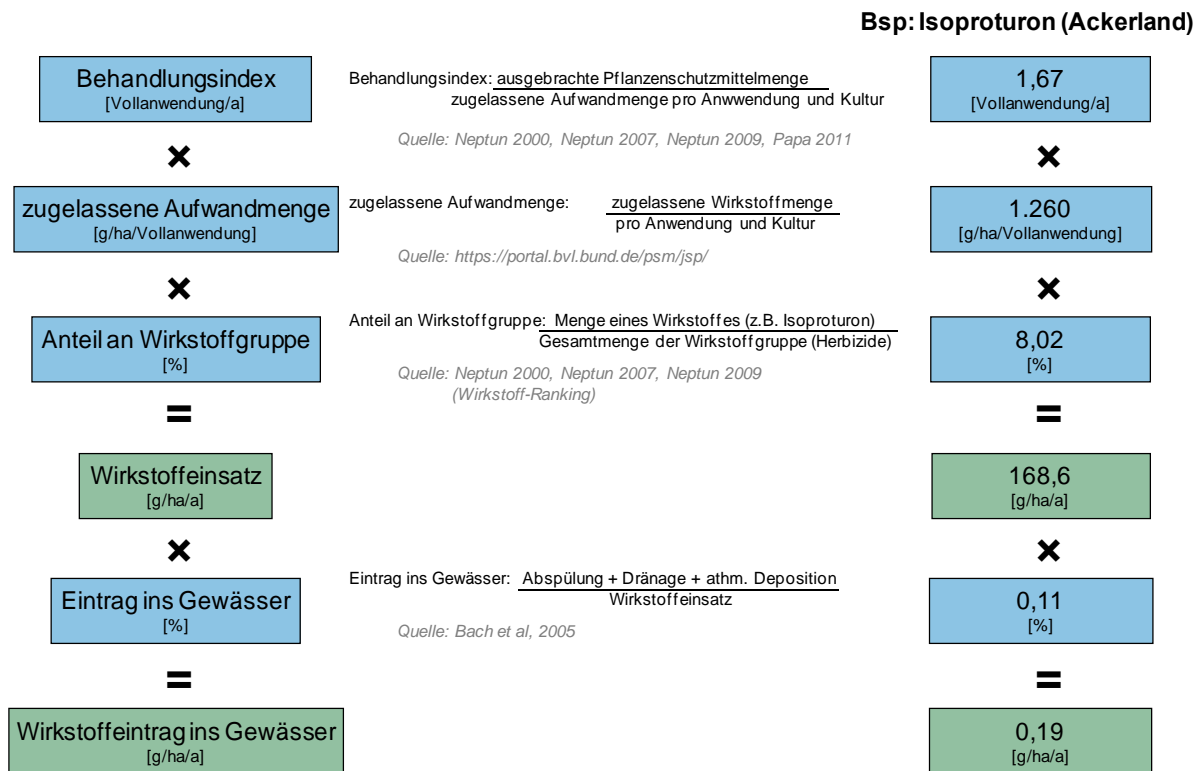 Bsp: Isoproturon (Ackerland)
Behandlungsindex
[Vollanwendung/a]
Behandlungsindex: ausgebrachte Pflanzenschutzmittelmenge
zugelassene Aufwandmenge pro Anwwendung und Kultur
Quelle: Neptun 2000, Neptun 2007, Neptun 2009, Papa 2011
1,67
[Vollanwendung/a]
×
×
zugelassene Aufwandmenge
[g/ha/Vollanwendung]
zugelassene Aufwandmenge: zugelassene Wirkstoffmenge
pro Anwendung und Kultur
Quelle: https://portal.bvl.bund.de/psm/jsp/
1.260
[g/ha/Vollanwendung]
×
×
Anteil an Wirkstoffgruppe
[%]
Anteil an Wirkstoffgruppe: Menge eines Wirkstoffes (z.B. Isoproturon)
Gesamtmenge der Wirkstoffgruppe (Herbizide)
Quelle: Neptun 2000, Neptun 2007, Neptun 2009
(Wirkstoff-Ranking)
8,02
[%]
=
=
Wirkstoffeinsatz
[g/ha/a]
168,6
[g/ha/a]
×
×
Eintrag ins Gewässer
[%]
Eintrag ins Gewässer: Abspülung + Dränage + athm. Deposition
Wirkstoffeinsatz
Quelle: Bach et al, 2005
0,11
[%]
=
=
Wirkstoffeintrag ins Gewässer
[g/ha/a]
0,19
[g/ha/a]